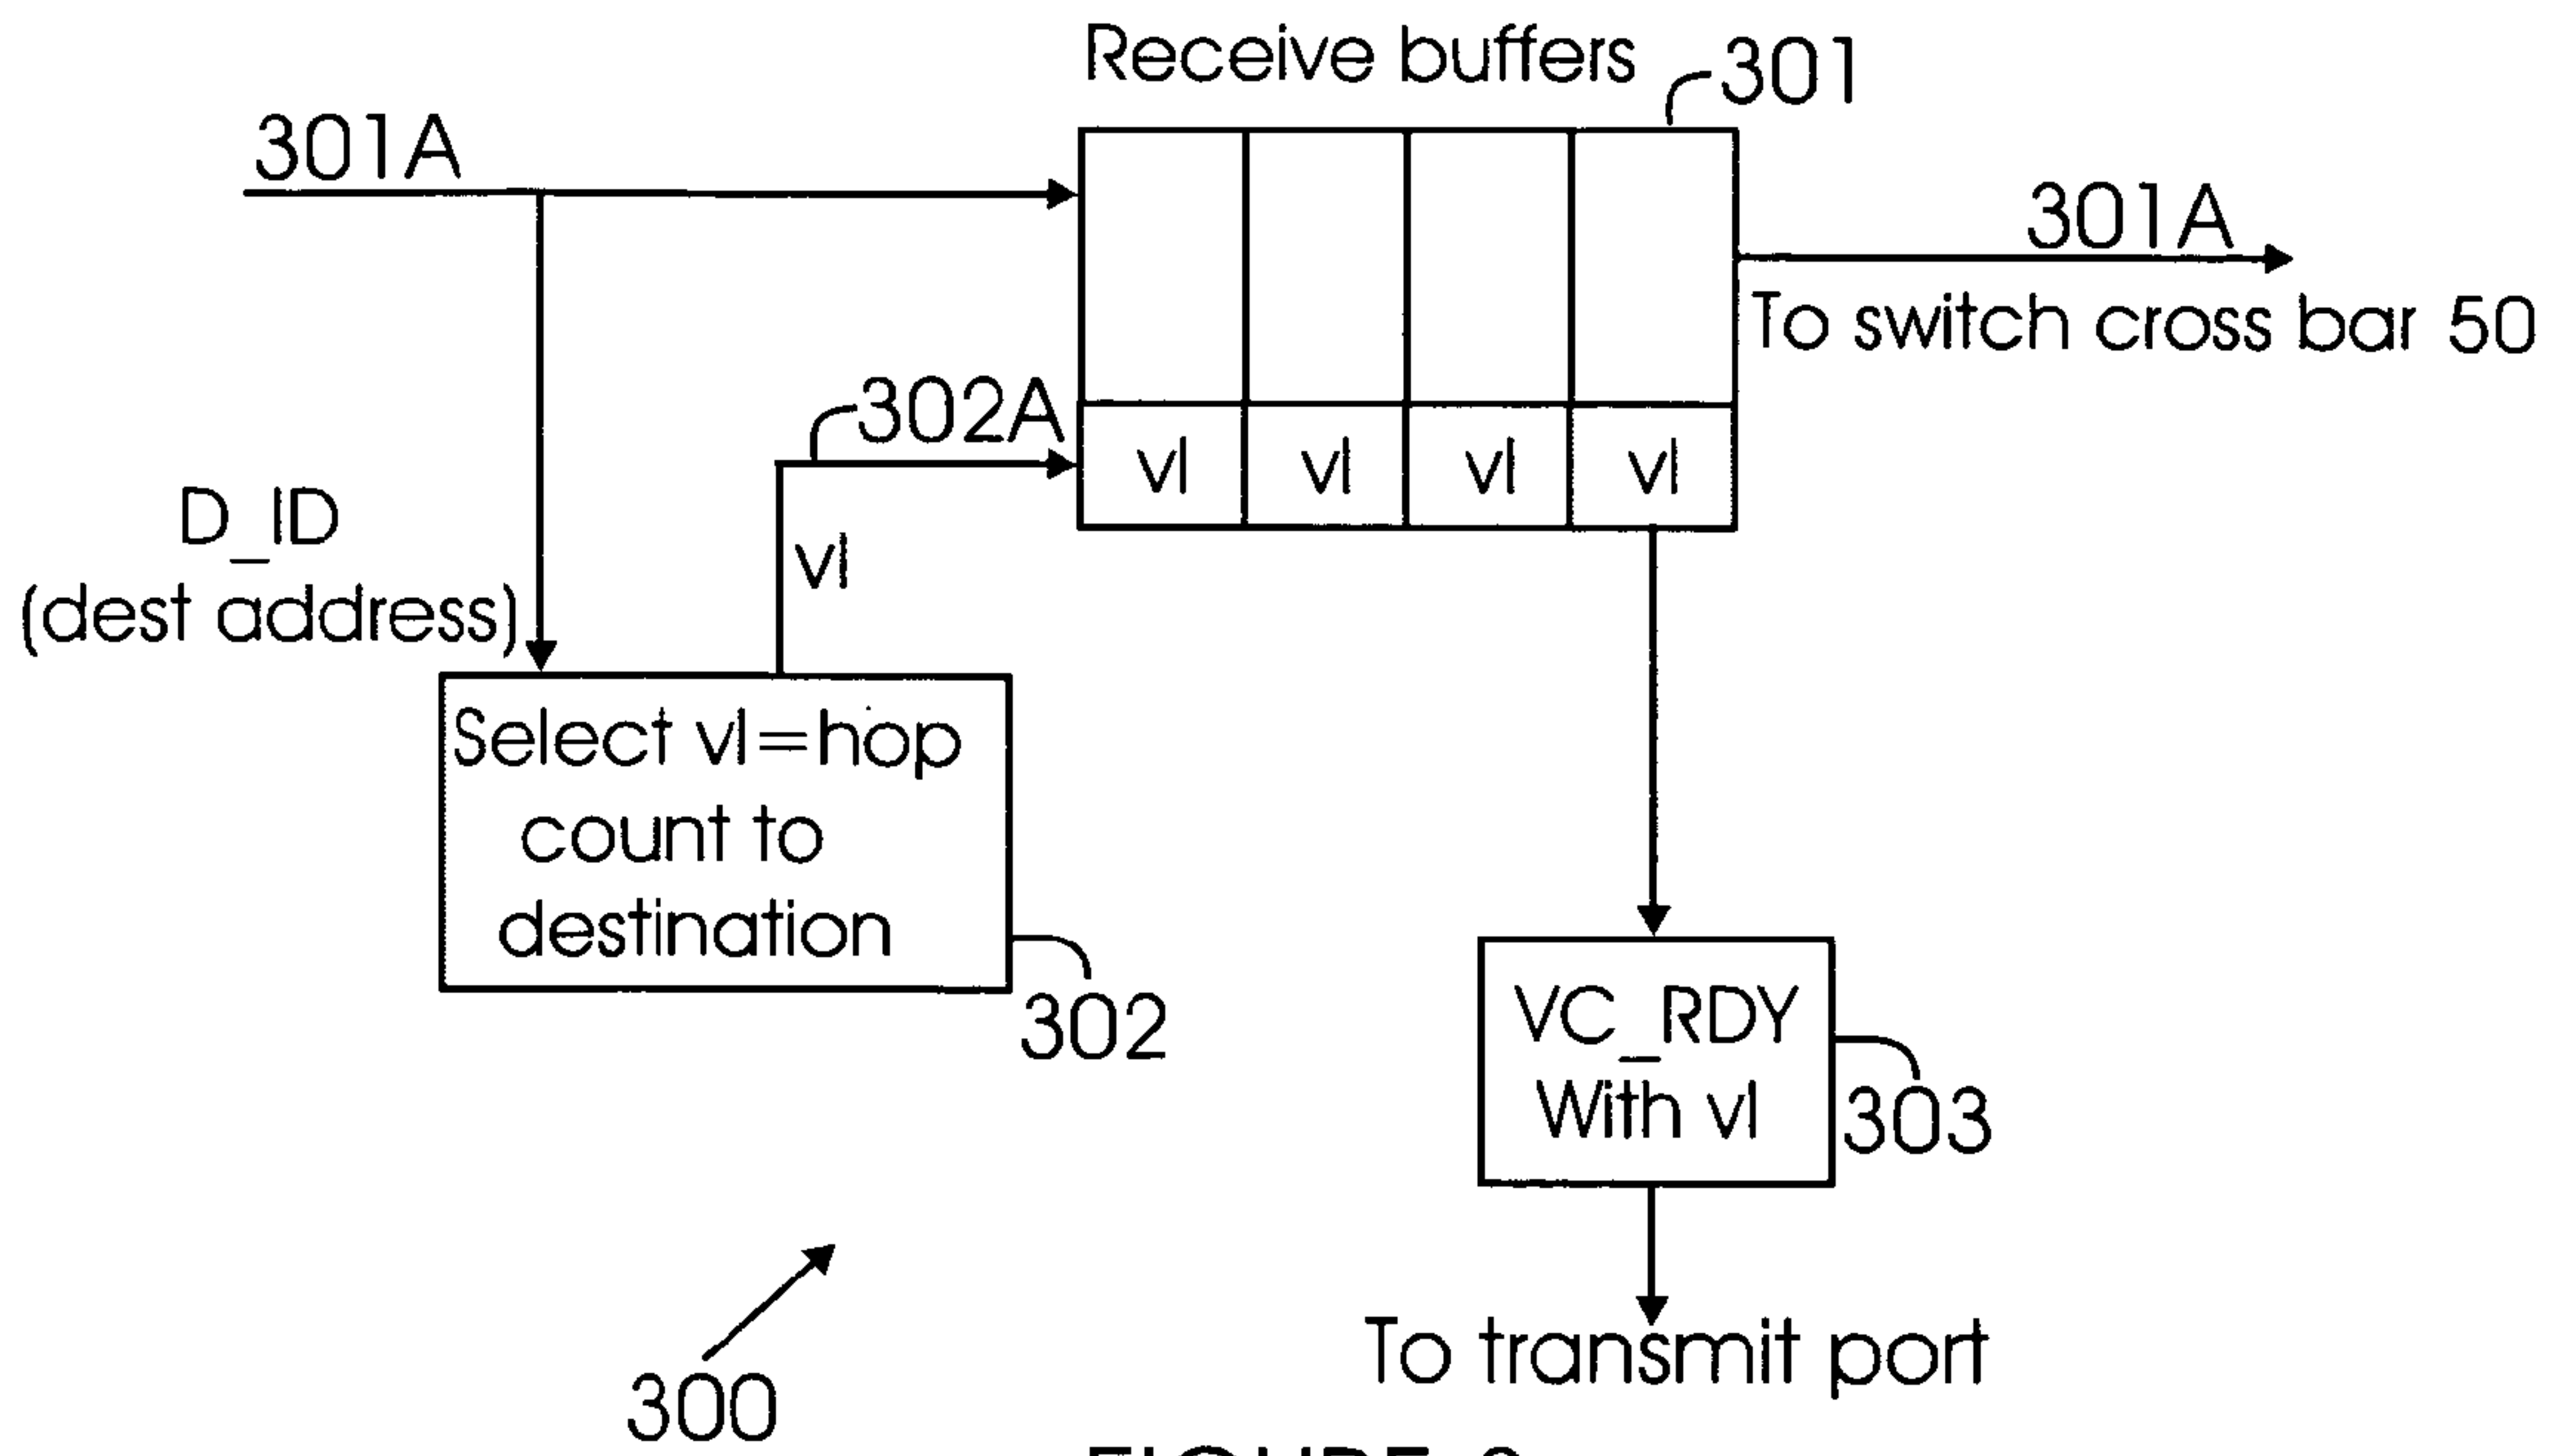 Receive buffers
301
301A
301A
To switch cross bar 50
302A
vl vl vl vl
D_ID
(dest address)
vl
Select vl=hop
count to
destination
302
VC_RDY
With vl
303
To transmit port
300